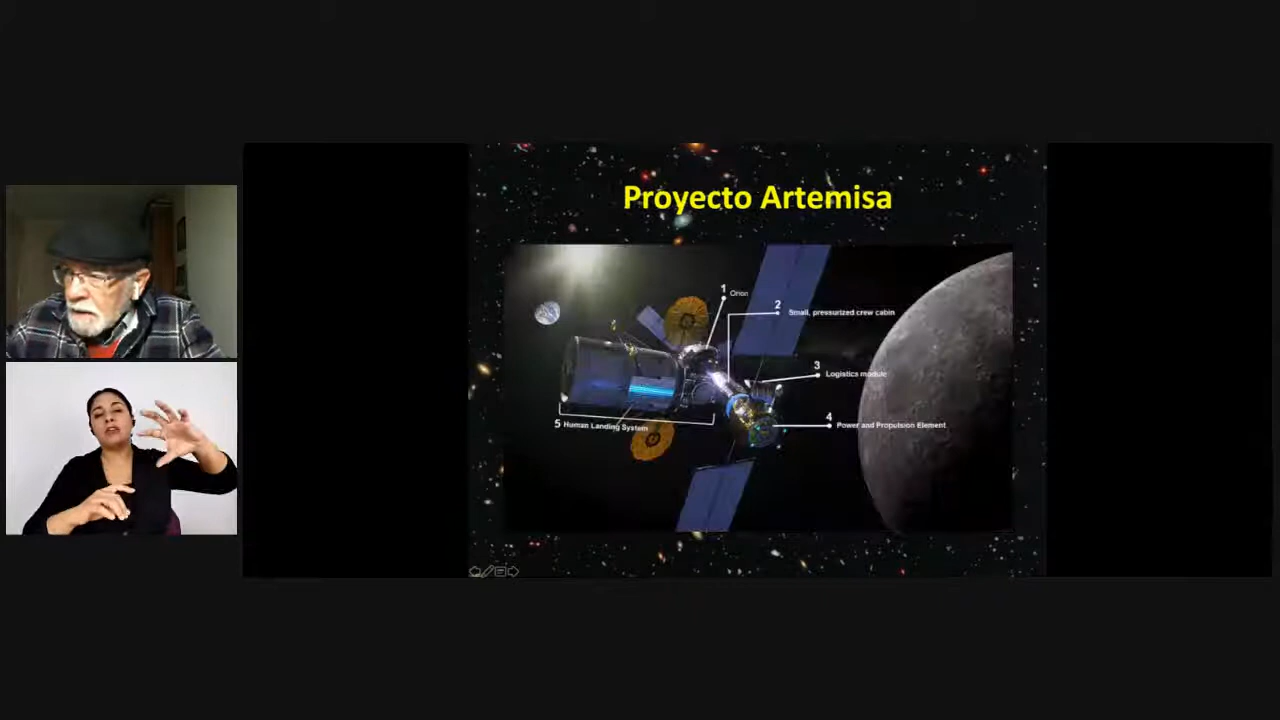 Proyecto Artemisa
1 Orion
2 Small, pressurized crew cabin
3 Logistics module
4 Power and Propulsion Element
5 Human Landing System